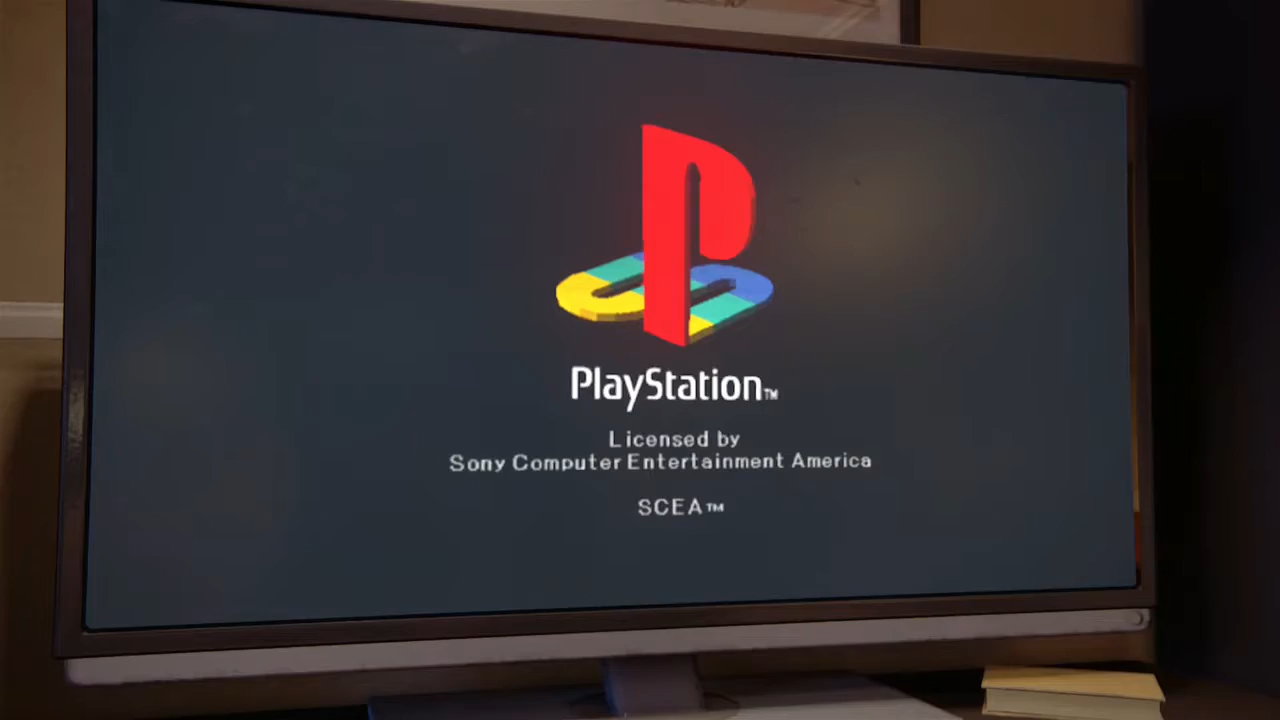 PlayStation™
Licensed by
Sony Computer Entertainment America
SCEA™